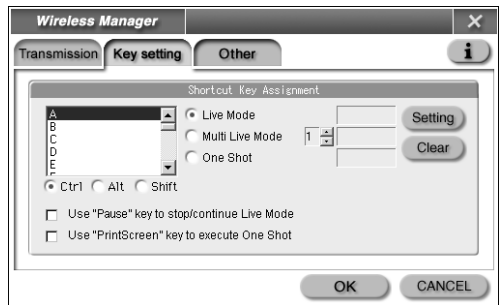 Wireless Manager
Transmission Key setting Other i
Shortcut Key Assignment
A
B
C
D
E
Live Mode
Multi Live Mode 1
One Shot
Setting
Clear
Ctrl Alt Shift
Use "Pause" key to stop/continue Live Mode
Use "PrintScreen" key to execute One Shot
OK CANCEL